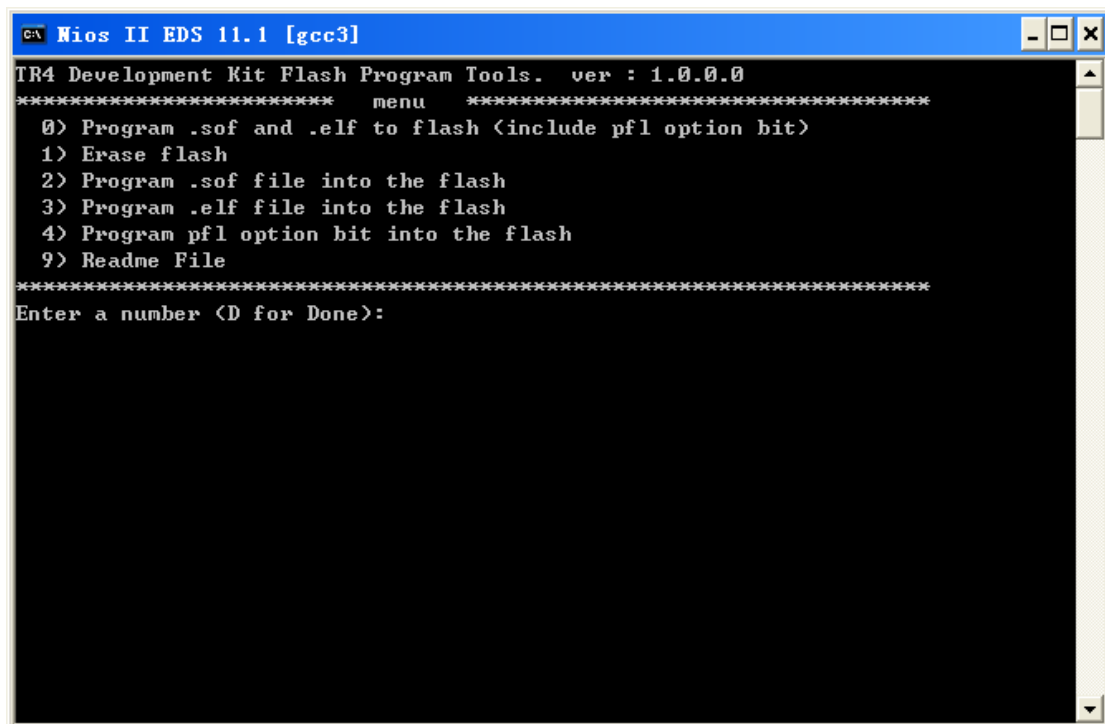 Nios II EDS 11.1 [gcc3]
TR4 Development Kit Flash Program Tools.  ver : 1.0.0.0
************************   menu   ***********************************
  0) Program .sof and .elf to flash (include pfl option bit)
  1) Erase flash
  2) Program .sof file into the flash
  3) Program .elf file into the flash
  4) Program pfl option bit into the flash
  9) Readme File
*********************************************************************
Enter a number (D for Done):